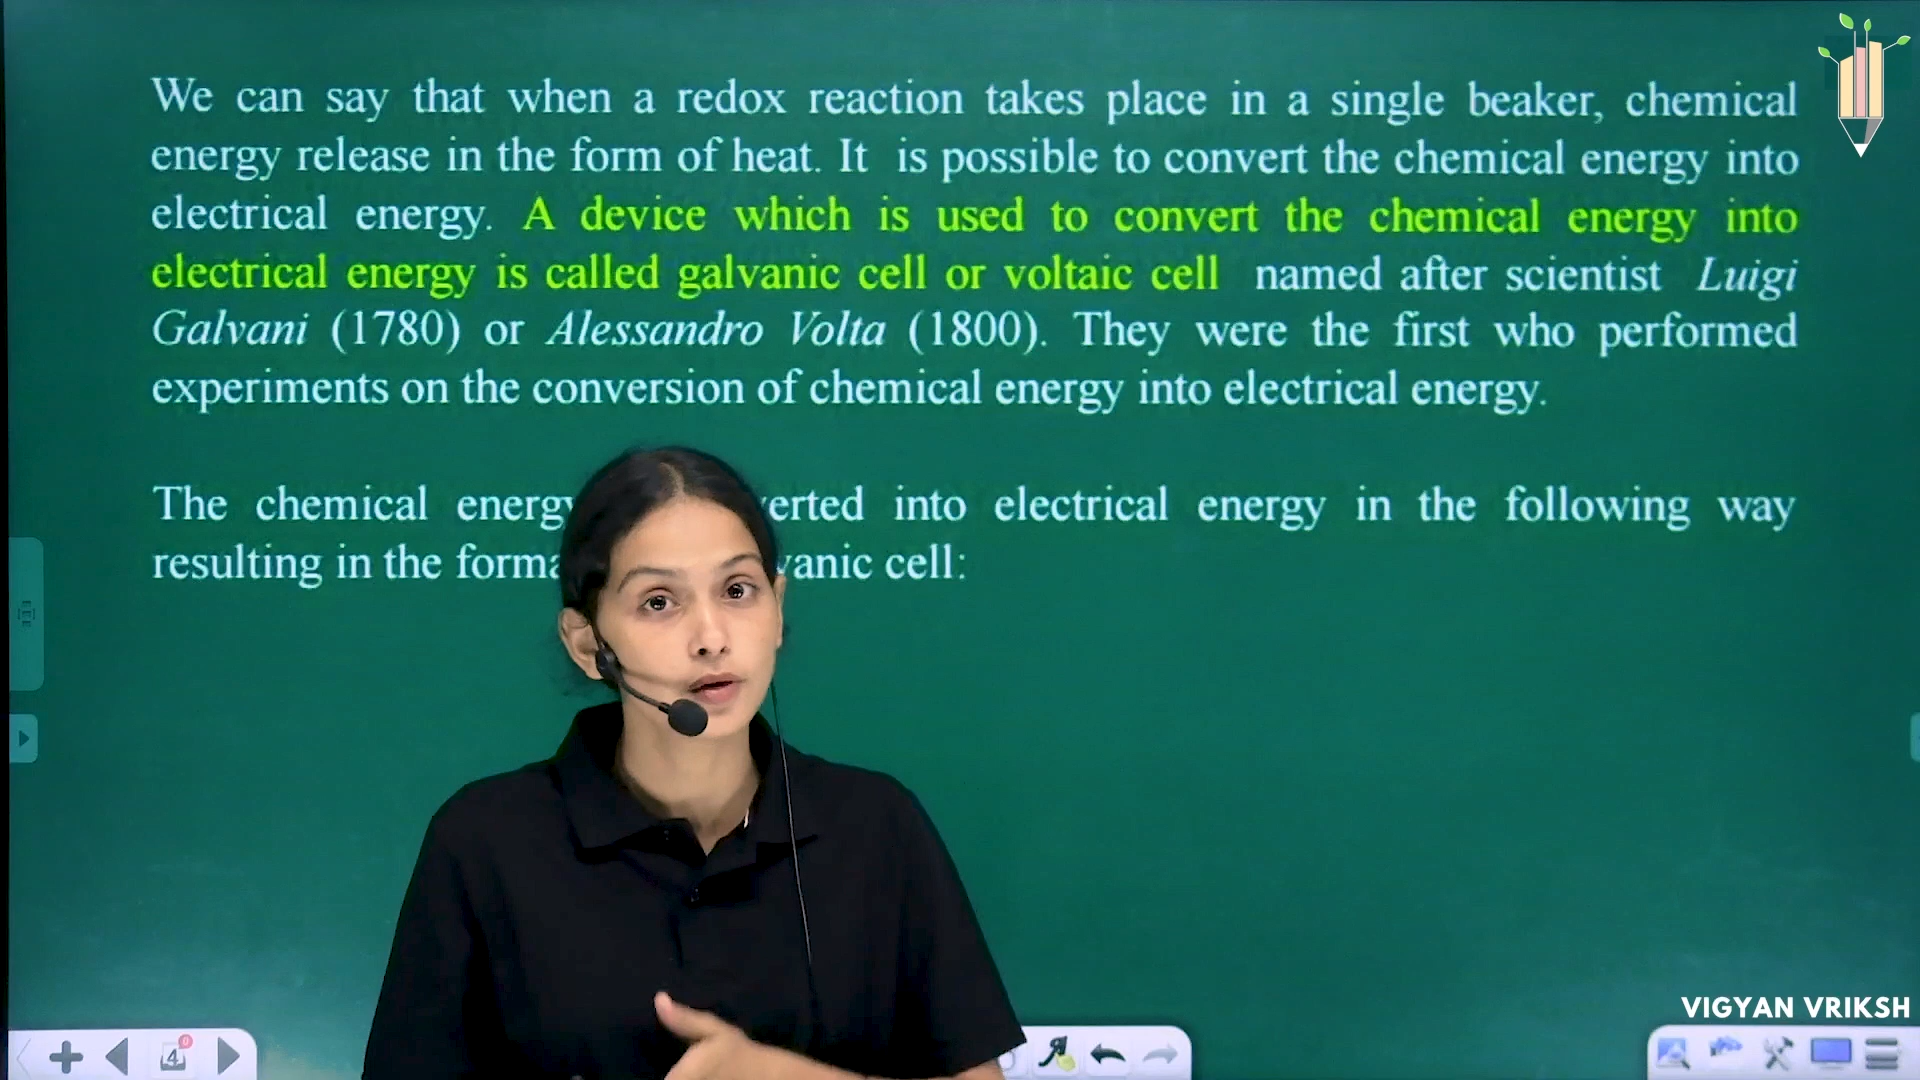 We can say that when a redox reaction takes place in a single beaker, chemical
energy release in the form of heat. It is possible to convert the chemical energy into
electrical energy. A device which is used to convert the chemical energy into
electrical energy is called galvanic cell or voltaic cell named after scientist Luigi
Galvani (1780) or Alessandro Volta (1800). They were the first who performed
experiments on the conversion of chemical energy into electrical energy.
The chemical energy verted into electrical energy in the following way
resulting in the forma vanic cell:
VIGYAN VRIKSH
4 0